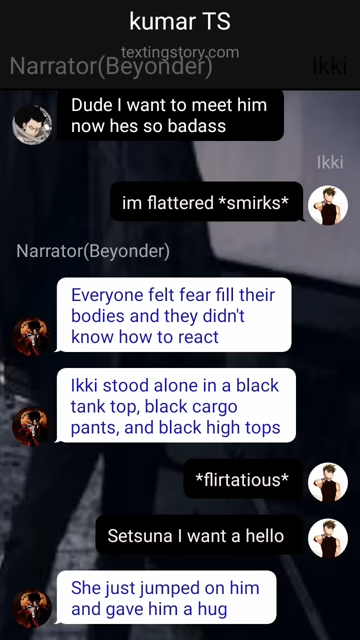 kumar TS
textingstory.com
Narrator(Beyonder)
Ikki
Dude I want to meet him
now hes so badass
Ikki
im flattered *smirks*
Narrator(Beyonder)
Everyone felt fear fill their
bodies and they didn't
know how to react
Ikki stood alone in a black
tank top, black cargo
pants, and black high tops
*flirtatious*
Setsuna I want a hello
She just jumped on him
and gave him a hug